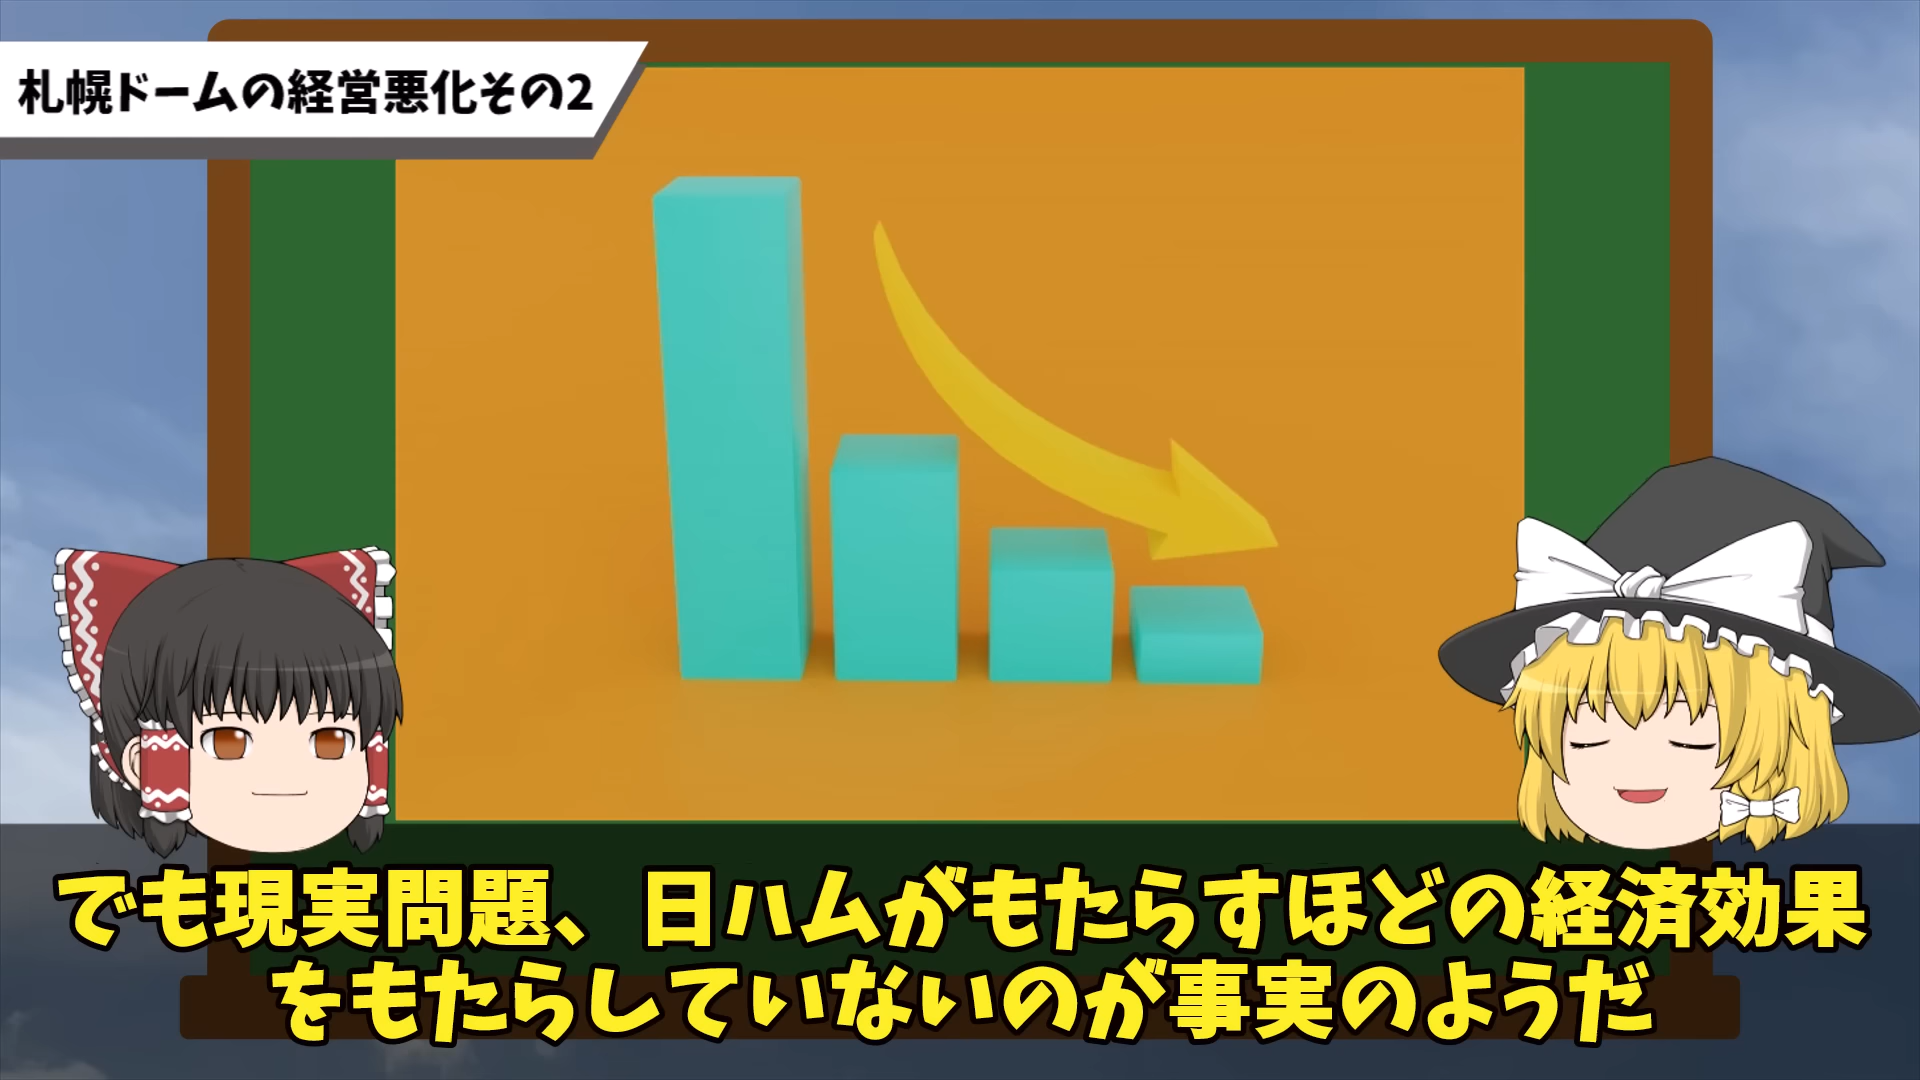 札幌ドームの経営悪化その2
でも現実問題、日ハムがもたらすほどの経済効果
をもたらしていないのが事実のようだ